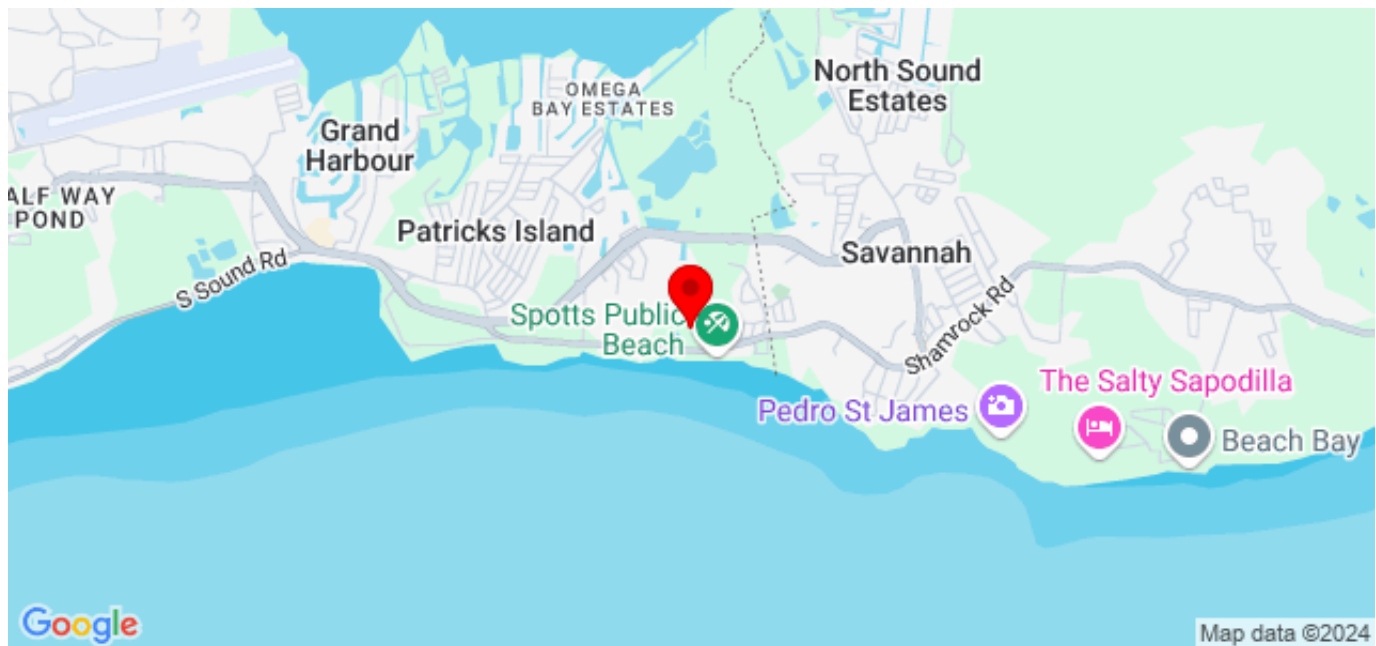 North Sound
Estates
OMEGA
BAY ESTATES
Grand
Harbour
ALF WAY
POND
Patricks Island
Savannah
S Sound Rd
Spotts Public
Beach
Shamrock Rd
The Salty Sapodilla
Pedro St James
Beach Bay
Google
Map data ©2024